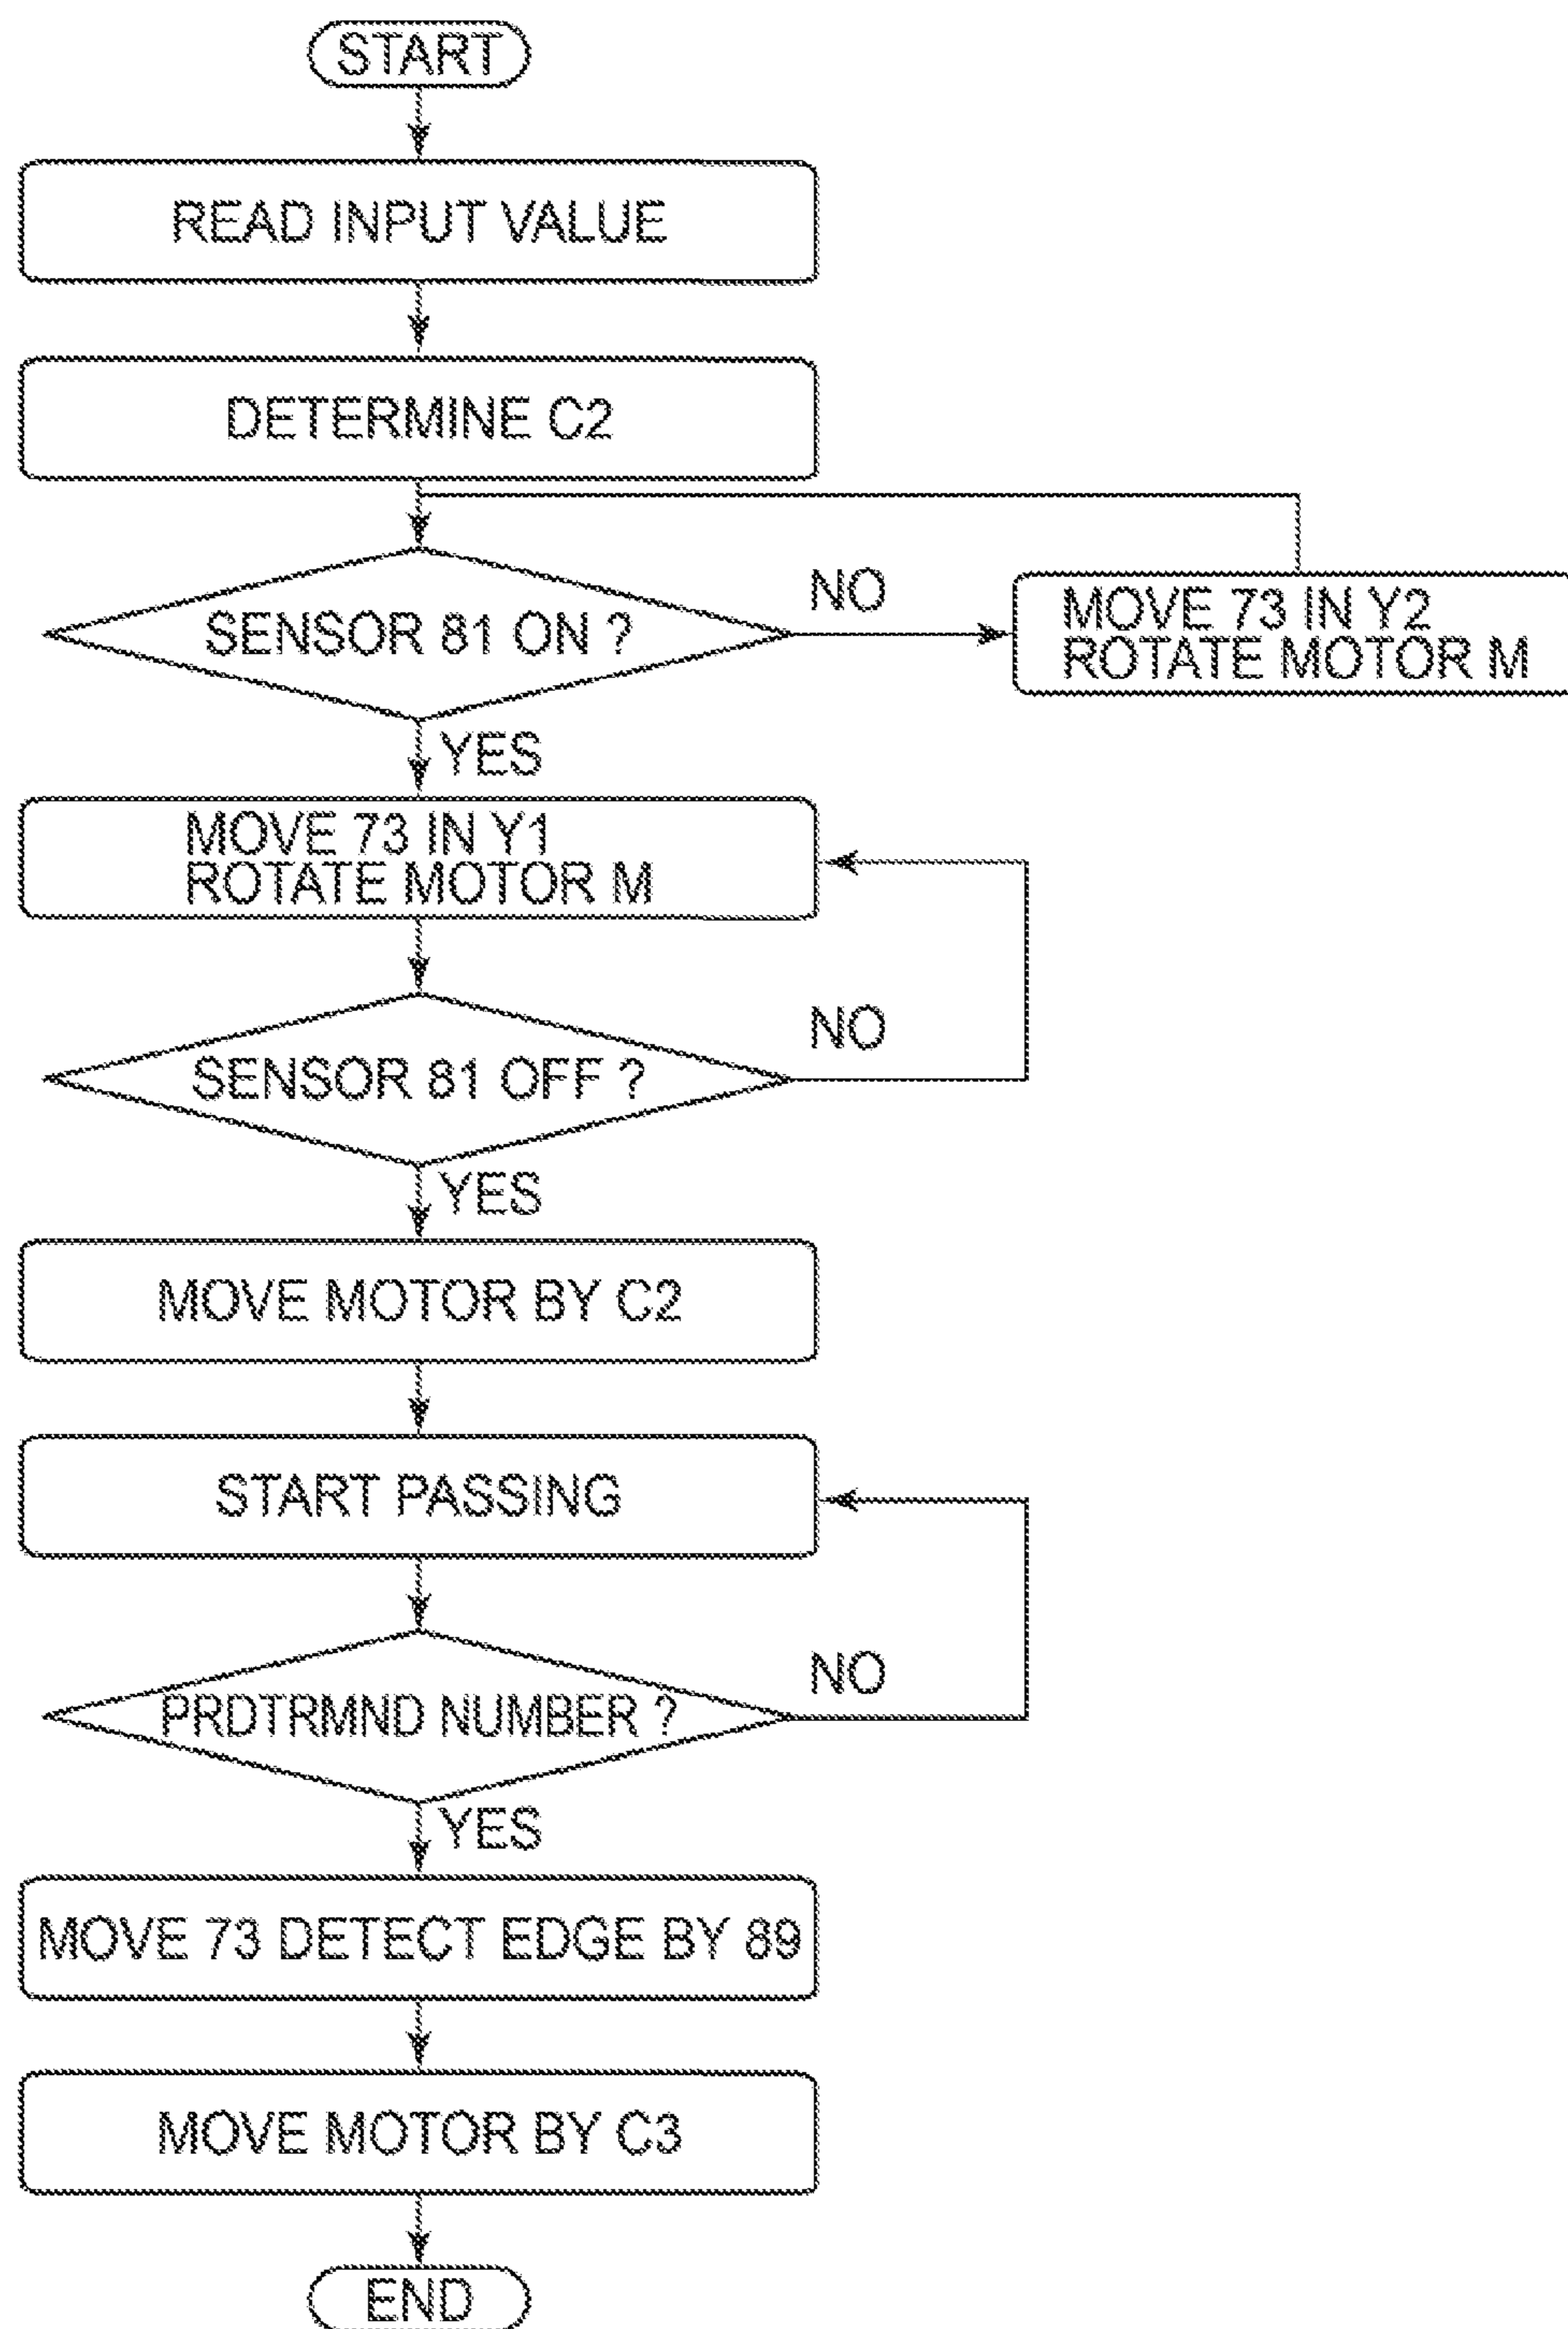 START
READ INPUT VALUE
DETERMINE C2
SENSOR 81 ON ?
NO
MOVE 73 IN Y2
ROTATE MOTOR M
YES
MOVE 73 IN Y1
ROTATE MOTOR M
SENSOR 81 OFF ?
NO
YES
MOVE MOTOR BY C2
START PASSING
PRDTRMND NUMBER ?
NO
YES
MOVE 73 DETECT EDGE BY 89
MOVE MOTOR BY C3
END